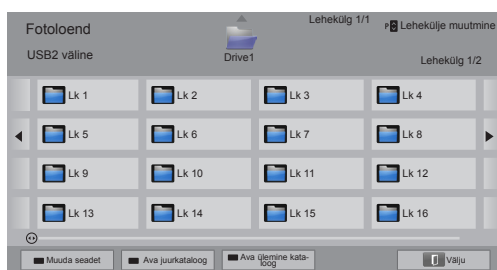 Fotoloend
Lehekülg 1/1
P Lehekülje muutmine
USB2 väline
Drive1
Lehekülg 1/2
Lk 1
Lk 2
Lk 3
Lk 4
Lk 5
Lk 6
Lk 7
Lk 8
Lk 9
Lk 10
Lk 11
Lk 12
Lk 13
Lk 14
Lk 15
Lk 16
Muuda seadet
Ava juurkataloog
Ava ülemine kata-
loog
Välju